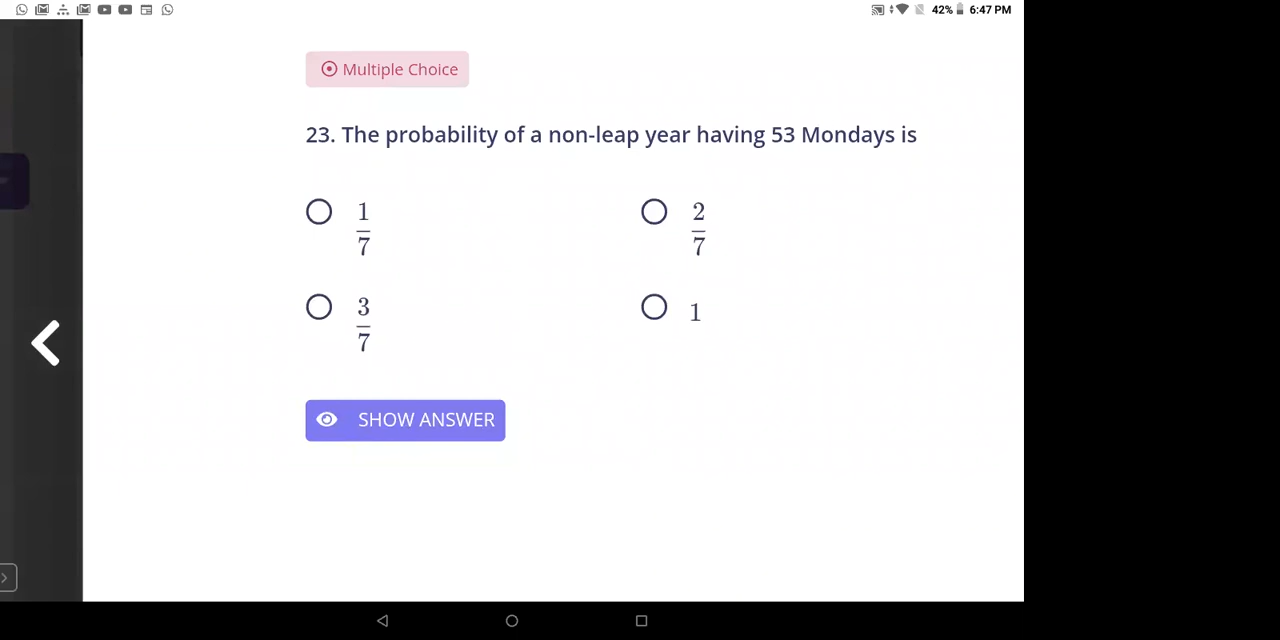 42% 6:47 PM
Multiple Choice
23. The probability of a non-leap year having 53 Mondays is
1/7
2/7
3/7
1
SHOW ANSWER